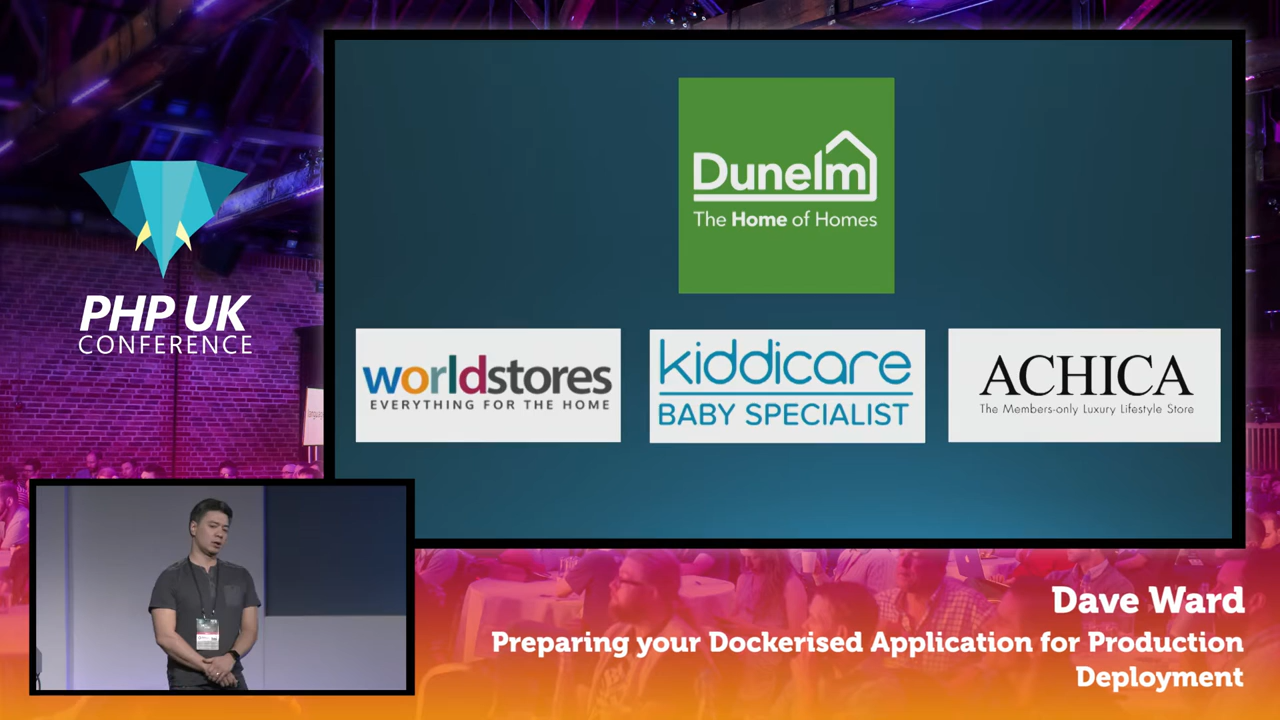 PHP UK
CONFERENCE
Dunelm
The Home of Homes
worldstores
EVERYTHING FOR THE HOME
kiddicare
BABY SPECIALIST
ACHICA
The Members-only Luxury Lifestyle Store
Dave Ward
Preparing your Dockerised Application for Production
Deployment